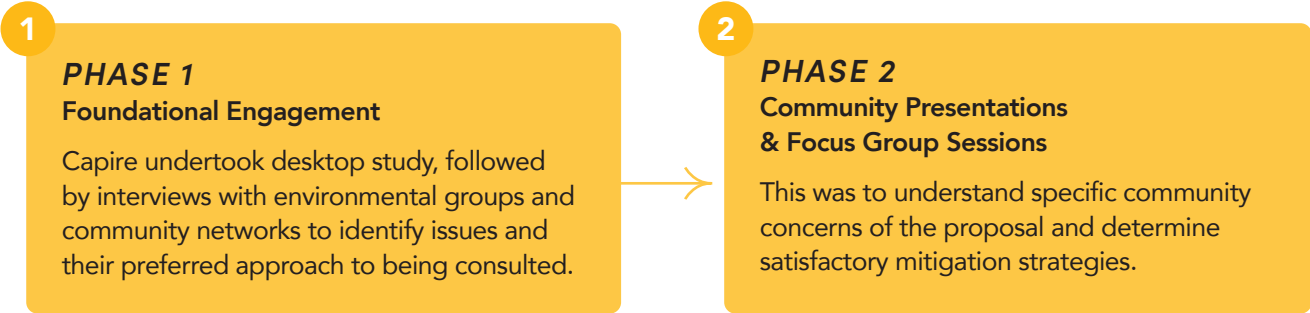 1
PHASE 1
Foundational Engagement
Capire undertook desktop study, followed
by interviews with environmental groups and
community networks to identify issues and
their preferred approach to being consulted.
2
PHASE 2
Community Presentations
& Focus Group Sessions
This was to understand specific community
concerns of the proposal and determine
satisfactory mitigation strategies.